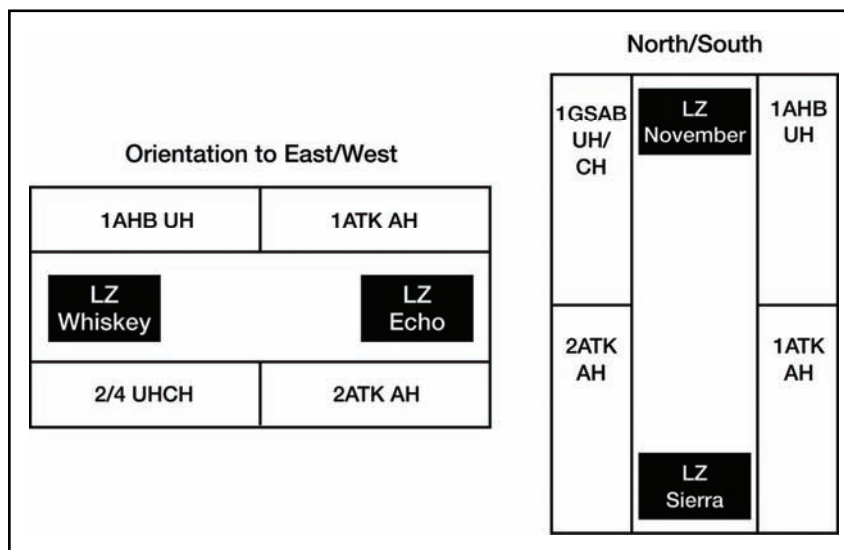 Orientation to East/West
1AHB UH
1ATK AH
LZ
Whiskey
LZ
Echo
2/4 UHCH
2ATK AH
North/South
1GSAB
UH/
CH
LZ
November
1AHB
UH
2ATK
AH
1ATK
AH
LZ
Sierra